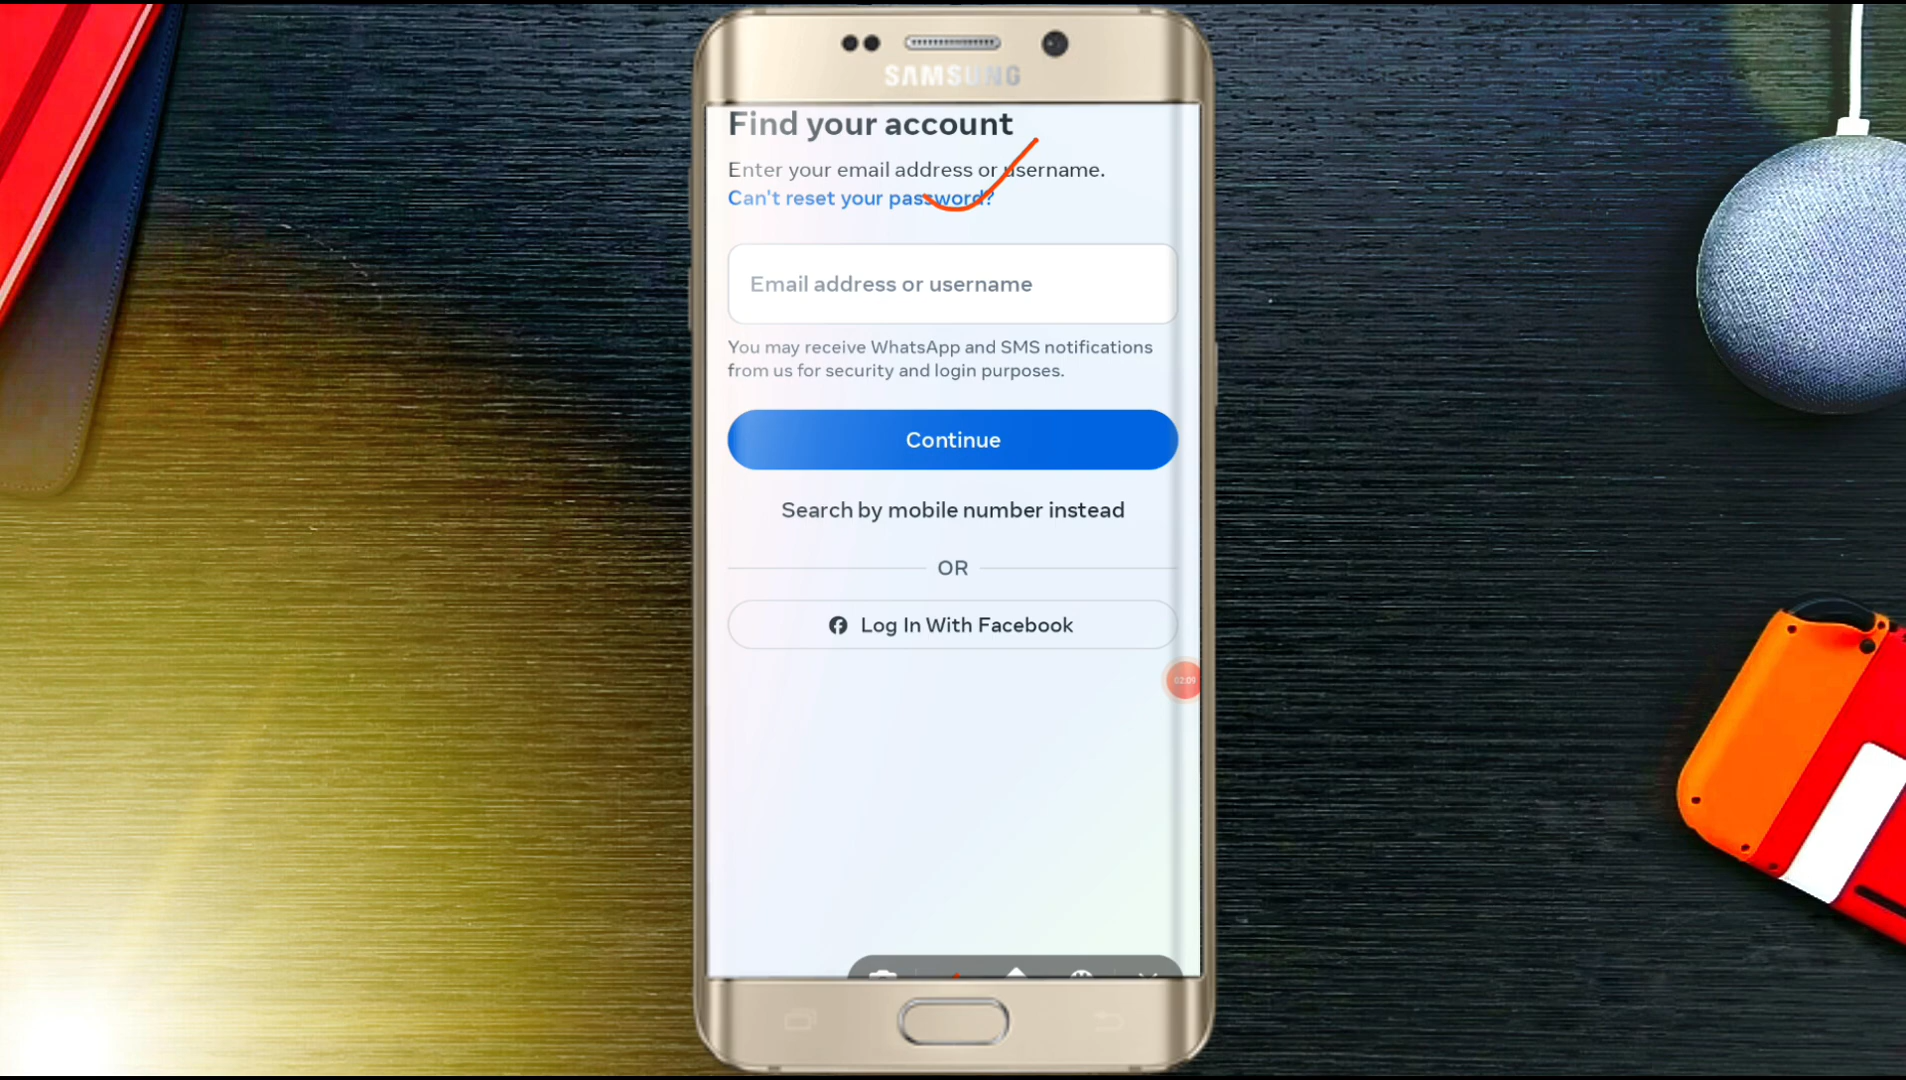 SAMSUNG
Find your account
Enter your email address or username.
Can't reset your password?
Email address or username
You may receive WhatsApp and SMS notifications
from us for security and login purposes.
Continue
Search by mobile number instead
OR
Log In With Facebook
02:09